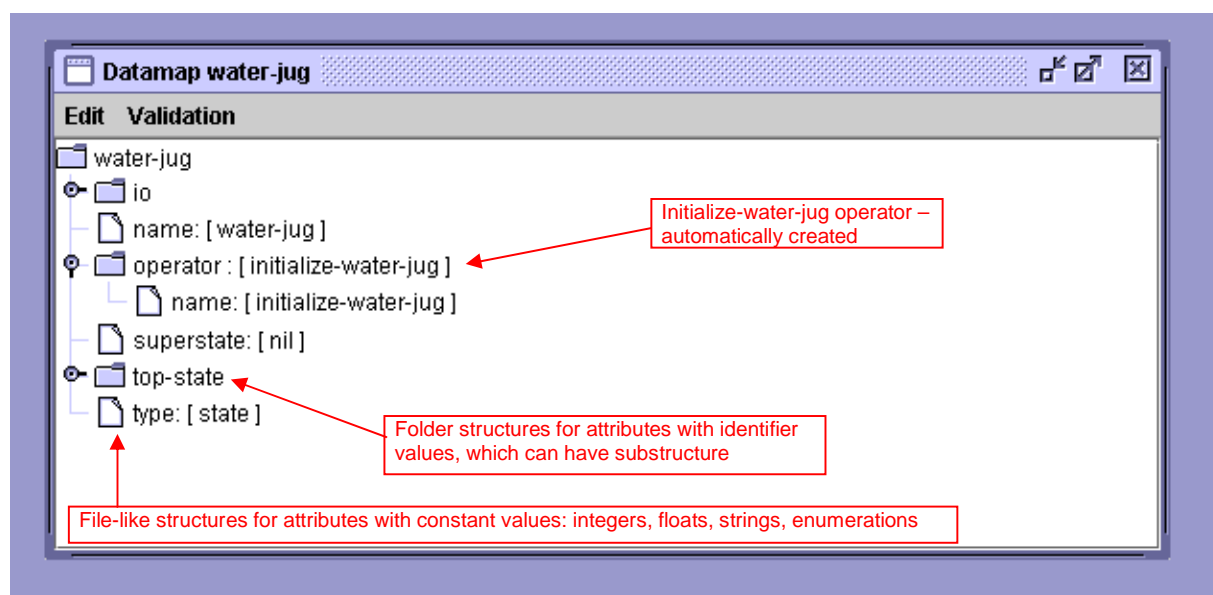 Datamap water-jug
Edit Validation
water-jug
io
name: [ water-jug ]
Initialize-water-jug operator –
automatically created
operator : [ initialize-water-jug ]
name: [ initialize-water-jug ]
superstate: [ nil ]
top-state
type: [ state ]
Folder structures for attributes with identifier
values, which can have substructure
File-like structures for attributes with constant values: integers, floats, strings, enumerations